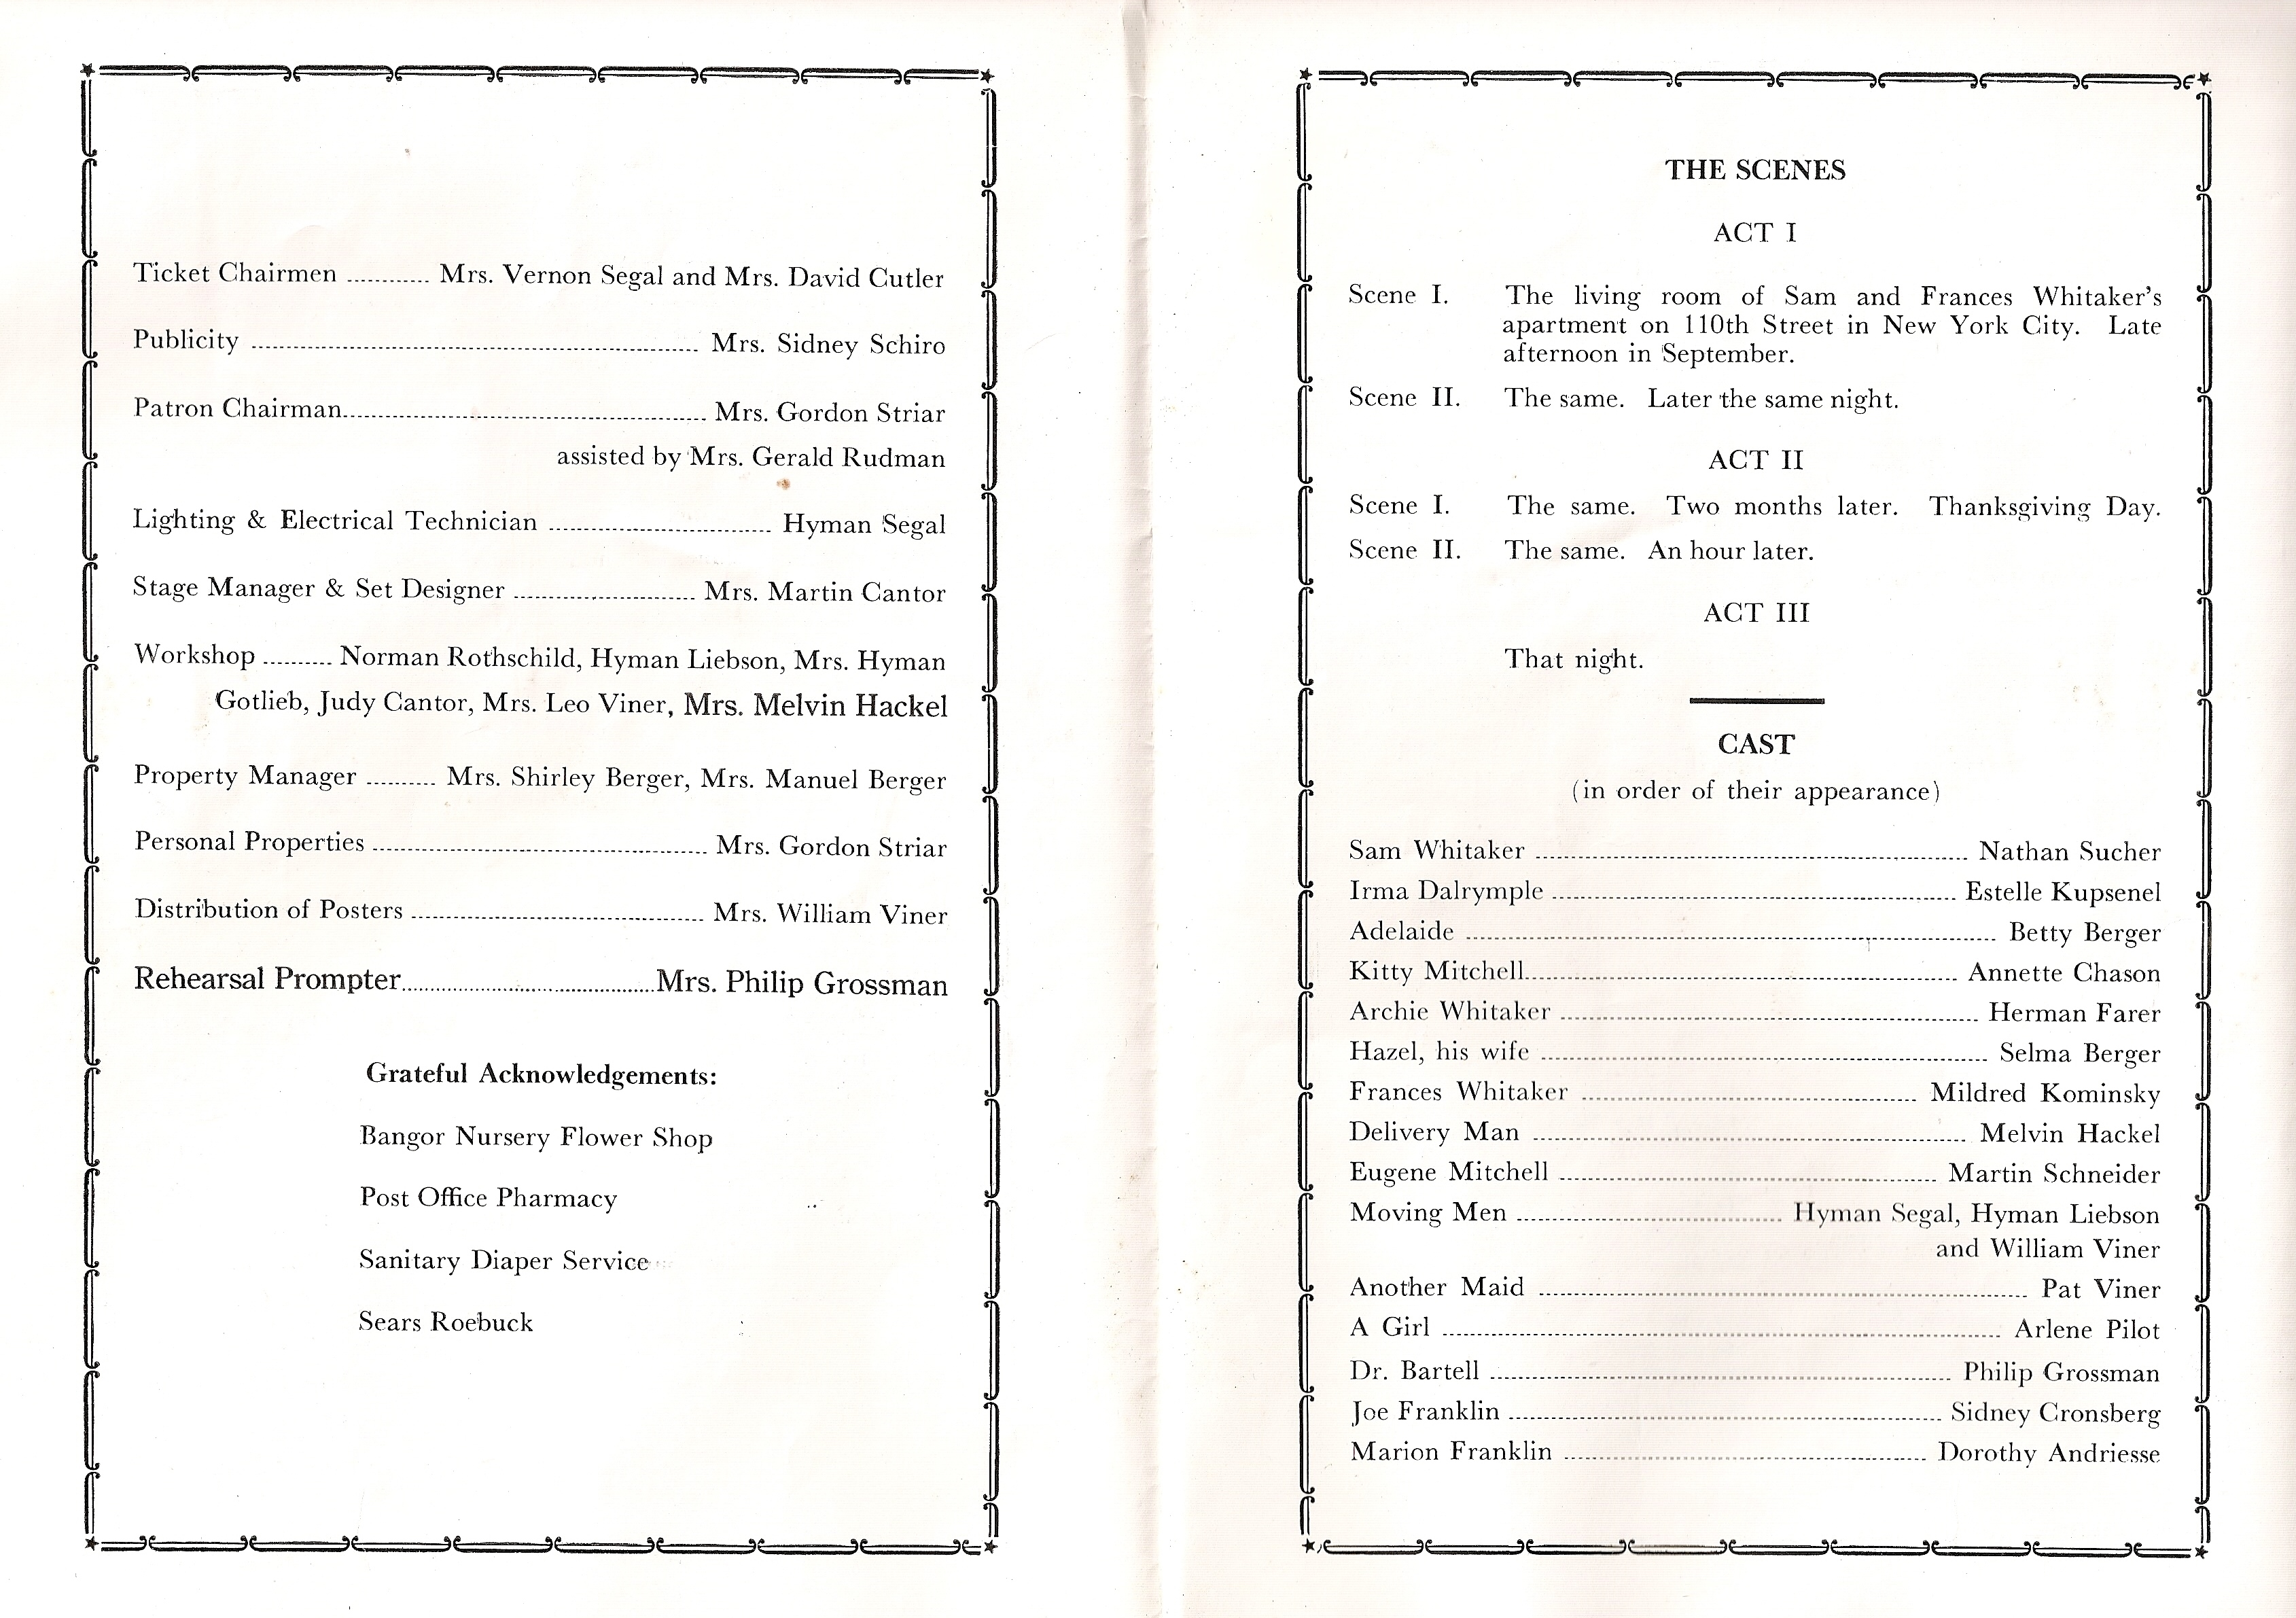 Ticket Chairmen ........... Mrs. Vernon Segal and Mrs. David Cutler
Publicity ........... Mrs. Sidney Schiro
Patron Chairman........... Mrs. Gordon Striar
assisted by Mrs. Gerald Rudman
Lighting & Electrical Technician ........... Hyman Segal
Stage Manager & Set Designer ........... Mrs. Martin Cantor
Workshop ......... Norman Rothschild, Hyman Liebson, Mrs. Hyman
Gotlieb, Judy Cantor, Mrs. Leo Viner, Mrs. Melvin Hackel
Property Manager ......... Mrs. Shirley Berger, Mrs. Manuel Berger
Personal Properties ........... Mrs. Gordon Striar
Distribution of Posters ........... Mrs. William Viner
Rehearsal Prompter...........Mrs. Philip Grossman
Grateful Acknowledgements:
Bangor Nursery Flower Shop
Post Office Pharmacy
Sanitary Diaper Service
Sears Roebuck
THE SCENES
ACT I
Scene I. The living room of Sam and Frances Whitaker's
apartment on 110th Street in New York City. Late
afternoon in September.
Scene II. The same. Later the same night.
ACT II
Scene I. The same. Two months later. Thanksgiving Day.
Scene II. The same. An hour later.
ACT III
That night.
CAST
(in order of their appearance)
Sam Whitaker ........... Nathan Sucher
Irma Dalrymple ........... Estelle Kupsenel
Adelaide ........... Betty Berger
Kitty Mitchell........... Annette Chason
Archie Whitaker ........... Herman Farer
Hazel, his wife ........... Selma Berger
Frances Whitaker ........... Mildred Kominsky
Delivery Man ........... Melvin Hackel
Eugene Mitchell ........... Martin Schneider
Moving Men ........... Hyman Segal, Hyman Liebson
and William Viner
Another Maid ........... Pat Viner
A Girl ........... Arlene Pilot
Dr. Bartell ........... Philip Grossman
Joe Franklin ........... Sidney Cronsberg
Marion Franklin ........... Dorothy Andriesse